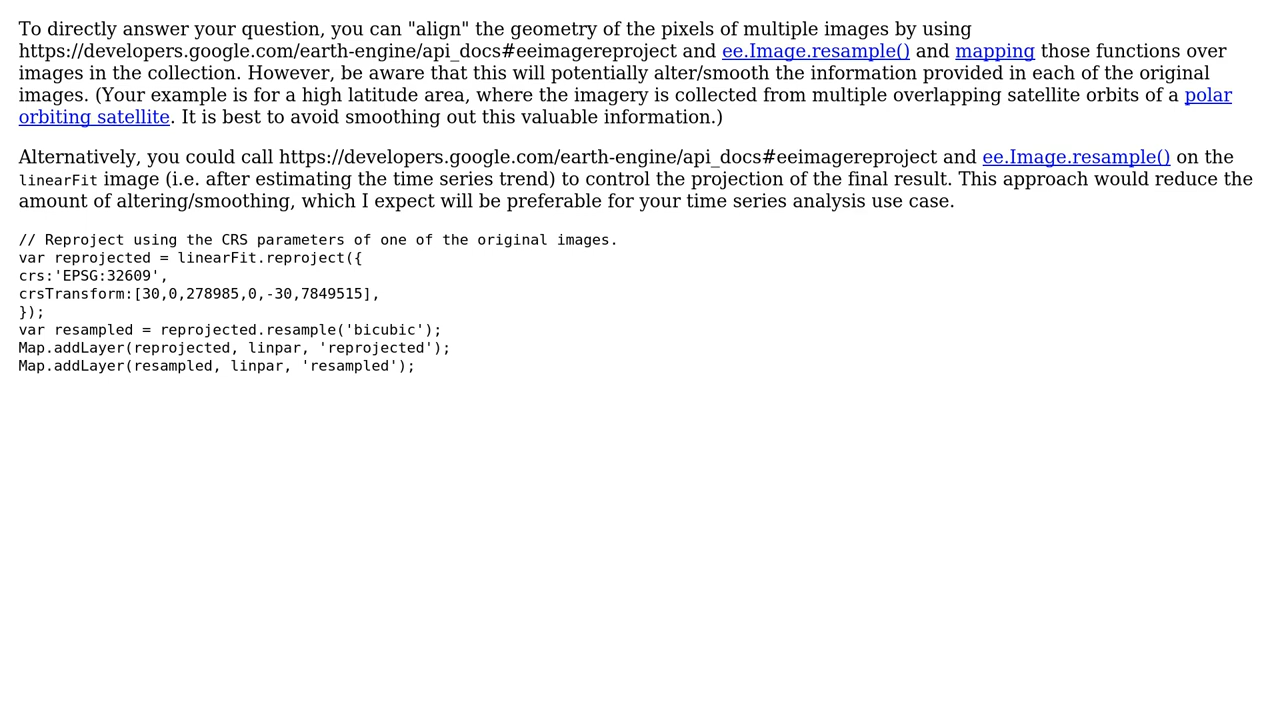 To directly answer your question, you can "align" the geometry of the pixels of multiple images by using
https://developers.google.com/earth-engine/api_docs#eeimagereproject and ee.Image.resample() and mapping those functions over
images in the collection. However, be aware that this will potentially alter/smooth the information provided in each of the original
images. (Your example is for a high latitude area, where the imagery is collected from multiple overlapping satellite orbits of a polar
orbiting satellite. It is best to avoid smoothing out this valuable information.)
Alternatively, you could call https://developers.google.com/earth-engine/api_docs#eeimagereproject and ee.Image.resample() on the
linearFit image (i.e. after estimating the time series trend) to control the projection of the final result. This approach would reduce the
amount of altering/smoothing, which I expect will be preferable for your time series analysis use case.
// Reproject using the CRS parameters of one of the original images.
var reprojected = linearFit.reproject({
crs:'EPSG:32609',
crsTransform:[30,0,278985,0,-30,7849515],
});
var resampled = reprojected.resample('bicubic');
Map.addLayer(reprojected, linpar, 'reprojected');
Map.addLayer(resampled, linpar, 'resampled');